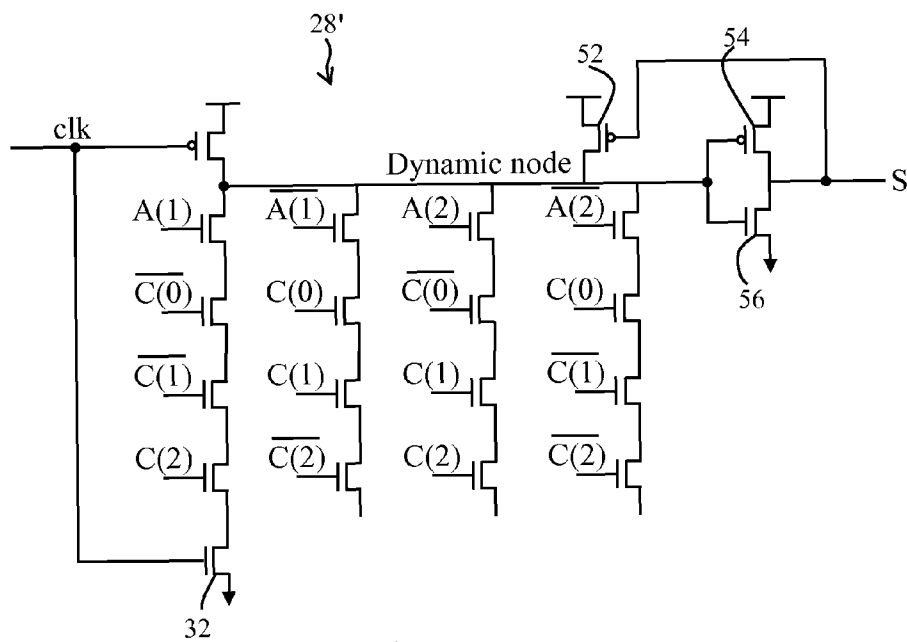 28'
52
54
clk
Dynamic node
S
A(1)
A̅(̅1̅)̅
A(2)
A̅(̅2̅)̅
56
C̅(̅0̅)̅
C(0)
C̅(̅0̅)̅
C(0)
C̅(̅1̅)̅
C(1)
C(1)
C̅(̅1̅)̅
C(2)
C̅(̅2̅)̅
C(2)
C̅(̅2̅)̅
32